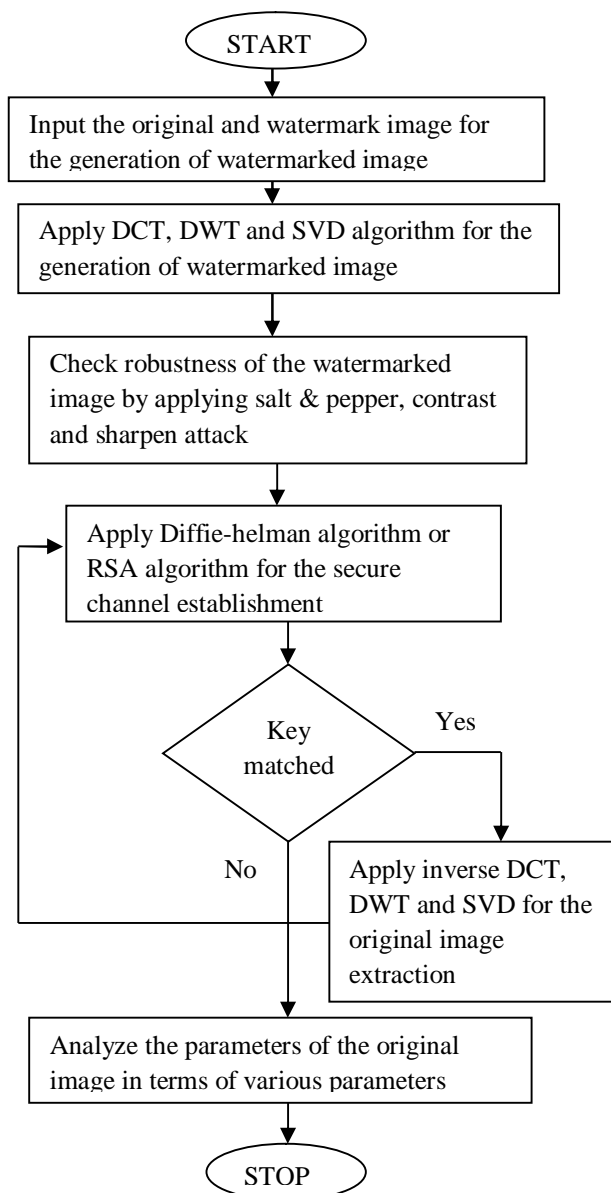 START
Input the original and watermark image for
the generation of watermarked image
Apply DCT, DWT and SVD algorithm for the
generation of watermarked image
Check robustness of the watermarked
image by applying salt & pepper, contrast
and sharpen attack
Apply Diffie-helman algorithm or
RSA algorithm for the secure
channel establishment
Key
matched
Yes
No
Apply inverse DCT,
DWT and SVD for the
original image
extraction
Analyze the parameters of the original
image in terms of various parameters
STOP